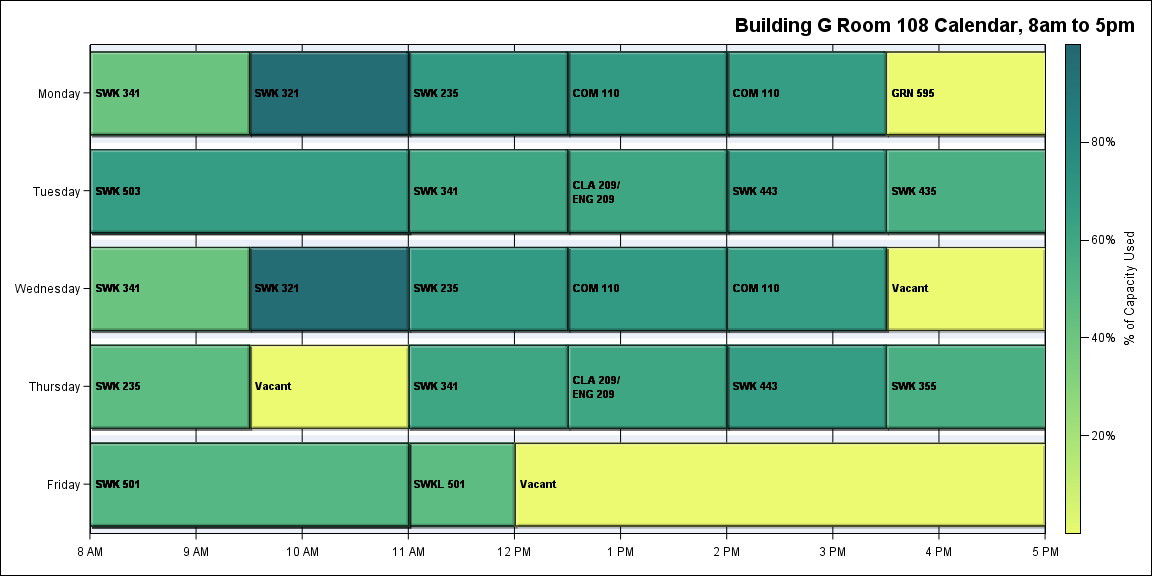 Building G Room 108 Calendar, 8am to 5pm
Monday
SWK 341
SWK 321
SWK 235
COM 110
COM 110
GRN 595
Tuesday
SWK 503
SWK 341
CLA 209/
ENG 209
SWK 443
SWK 435
Wednesday
SWK 341
SWK 321
SWK 235
COM 110
COM 110
Vacant
Thursday
SWK 235
Vacant
SWK 341
CLA 209/
ENG 209
SWK 443
SWK 355
Friday
SWK 501
SWKL 501
Vacant
8 AM
9 AM
10 AM
11 AM
12 PM
1 PM
2 PM
3 PM
4 PM
5 PM
80%
60%
40%
20%
% of Capacity Used